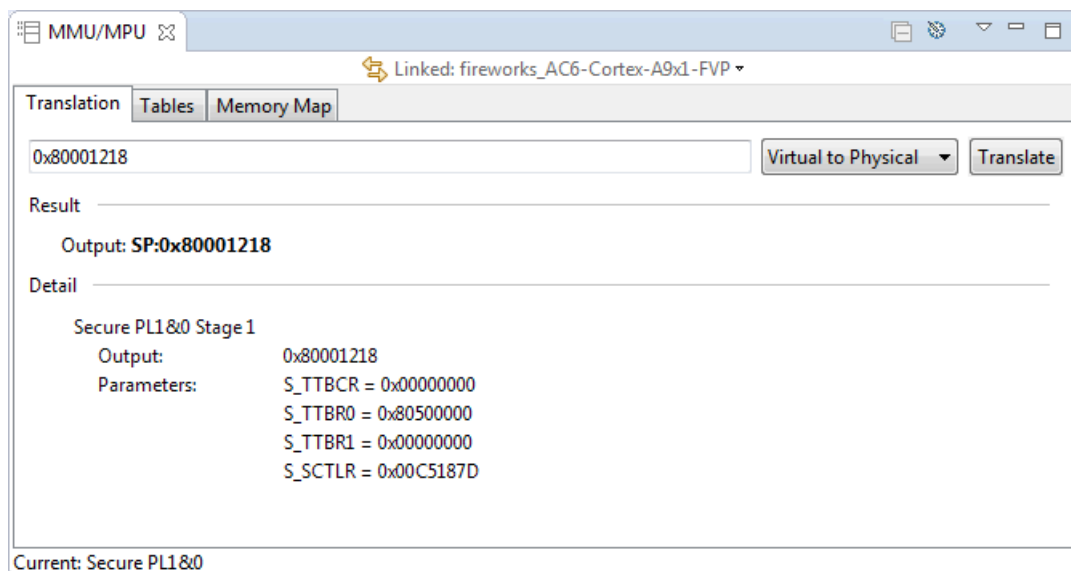 MMU/MPU
Linked: fireworks_AC6-Cortex-A9x1-FVP
Translation Tables Memory Map
0x80001218 Virtual to Physical Translate
Result
Output: SP:0x80001218
Detail
Secure PL1&0 Stage 1
Output: 0x80001218
Parameters: S_TTBCR = 0x00000000
S_TTBR0 = 0x80500000
S_TTBR1 = 0x00000000
S_SCTLR = 0x00C5187D
Current: Secure PL1&0